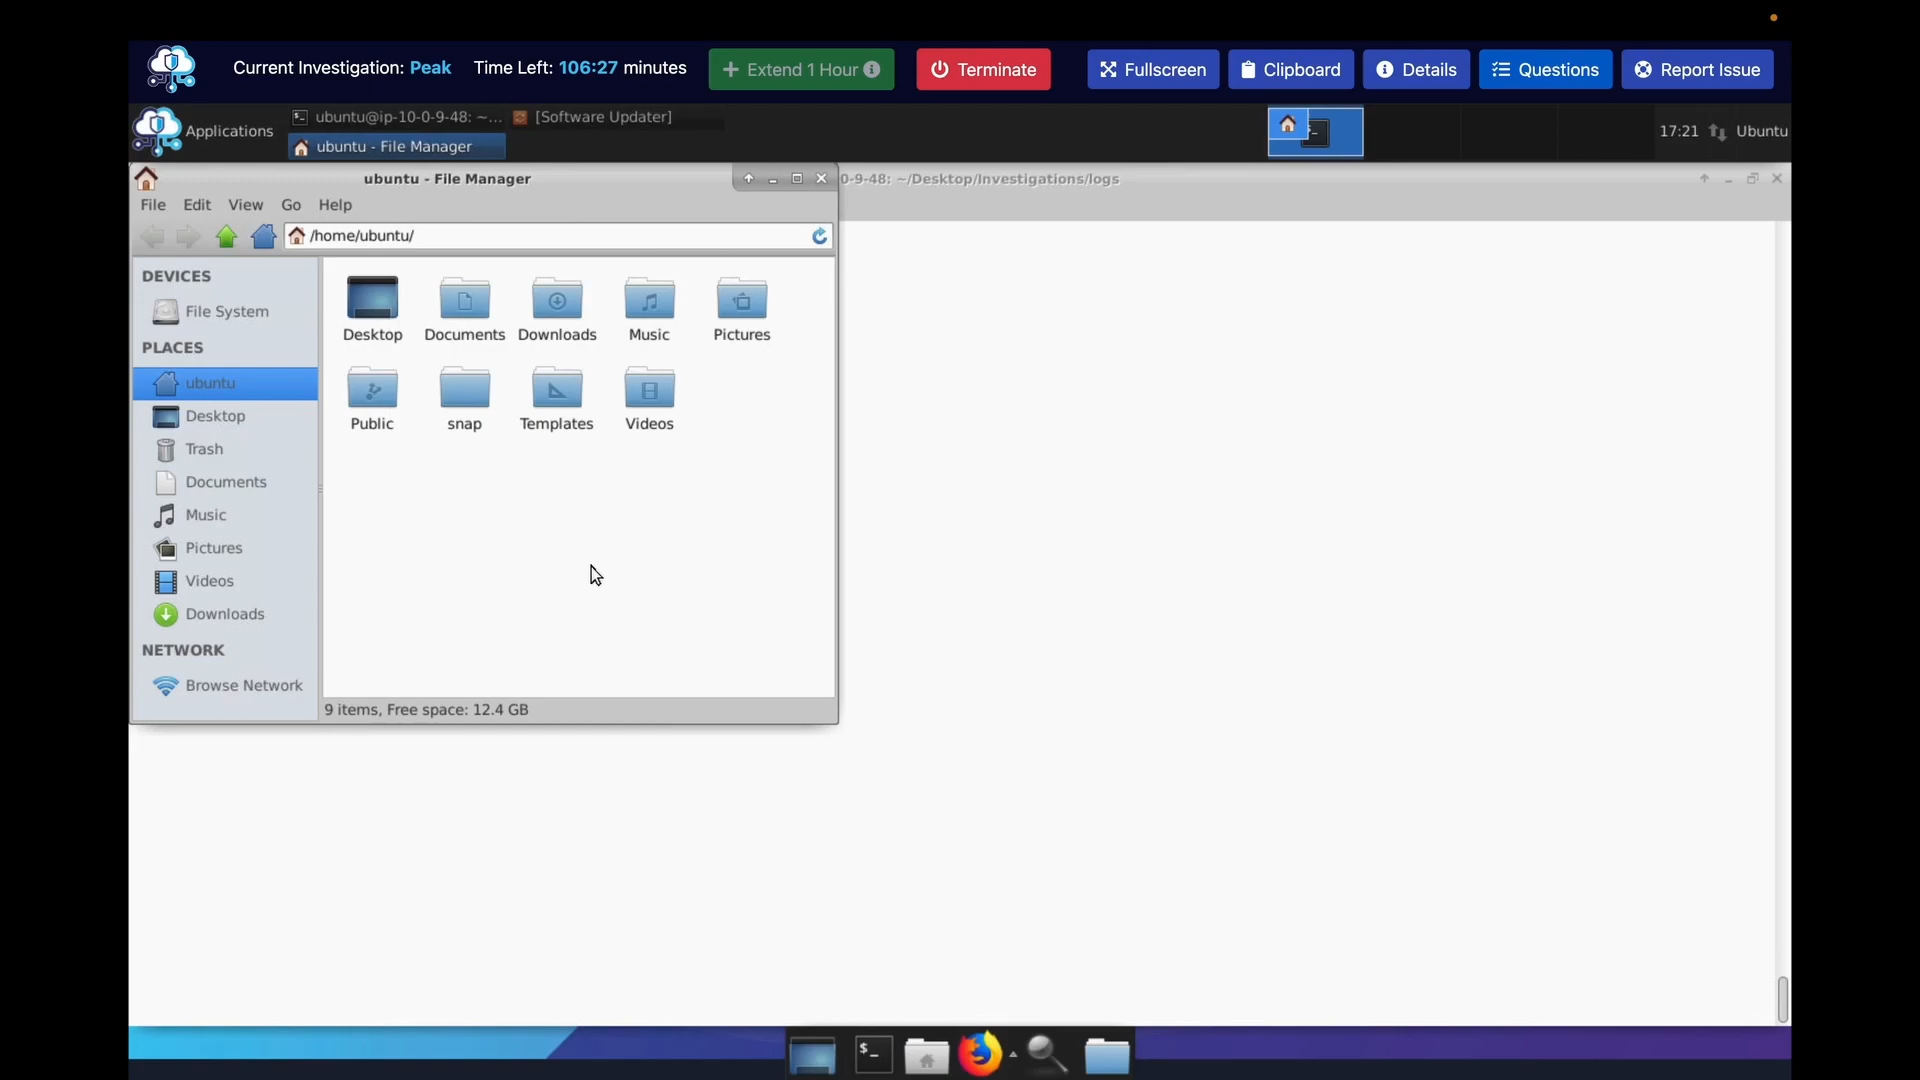 Current Investigation: Peak Time Left: 106:27 minutes Extend 1 Hour Terminate Fullscreen Clipboard Details Questions Report Issue
Applications
ubuntu@ip-10-0-9-48: ~... [Software Updater]
ubuntu - File Manager
17:21 Ubuntu
ubuntu - File Manager
0-9-48: ~/Desktop/Investigations/logs
File Edit View Go Help
/home/ubuntu/
DEVICES
File System
PLACES
ubuntu
Desktop
Trash
Documents
Music
Pictures
Videos
Downloads
NETWORK
Browse Network
Desktop Documents Downloads Music Pictures
Public snap Templates Videos
9 items, Free space: 12.4 GB